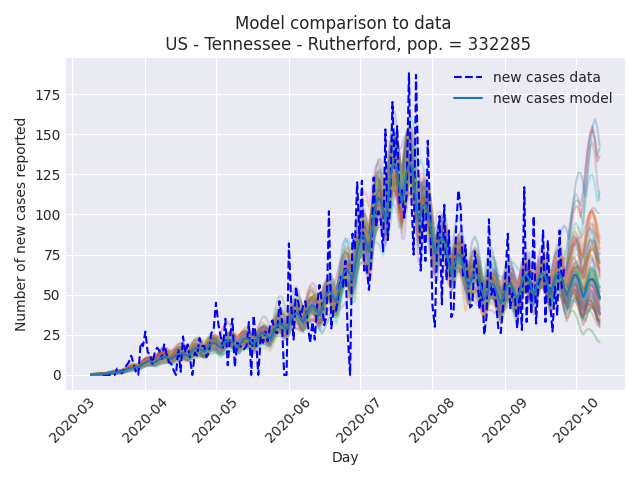 Model comparison to data
US - Tennessee - Rutherford, pop. = 332285
new cases data
new cases model
Number of new cases reported
175
150
125
100
75
50
25
0
2020-03
2020-04
2020-05
2020-06
2020-07
2020-08
2020-09
2020-10
Day